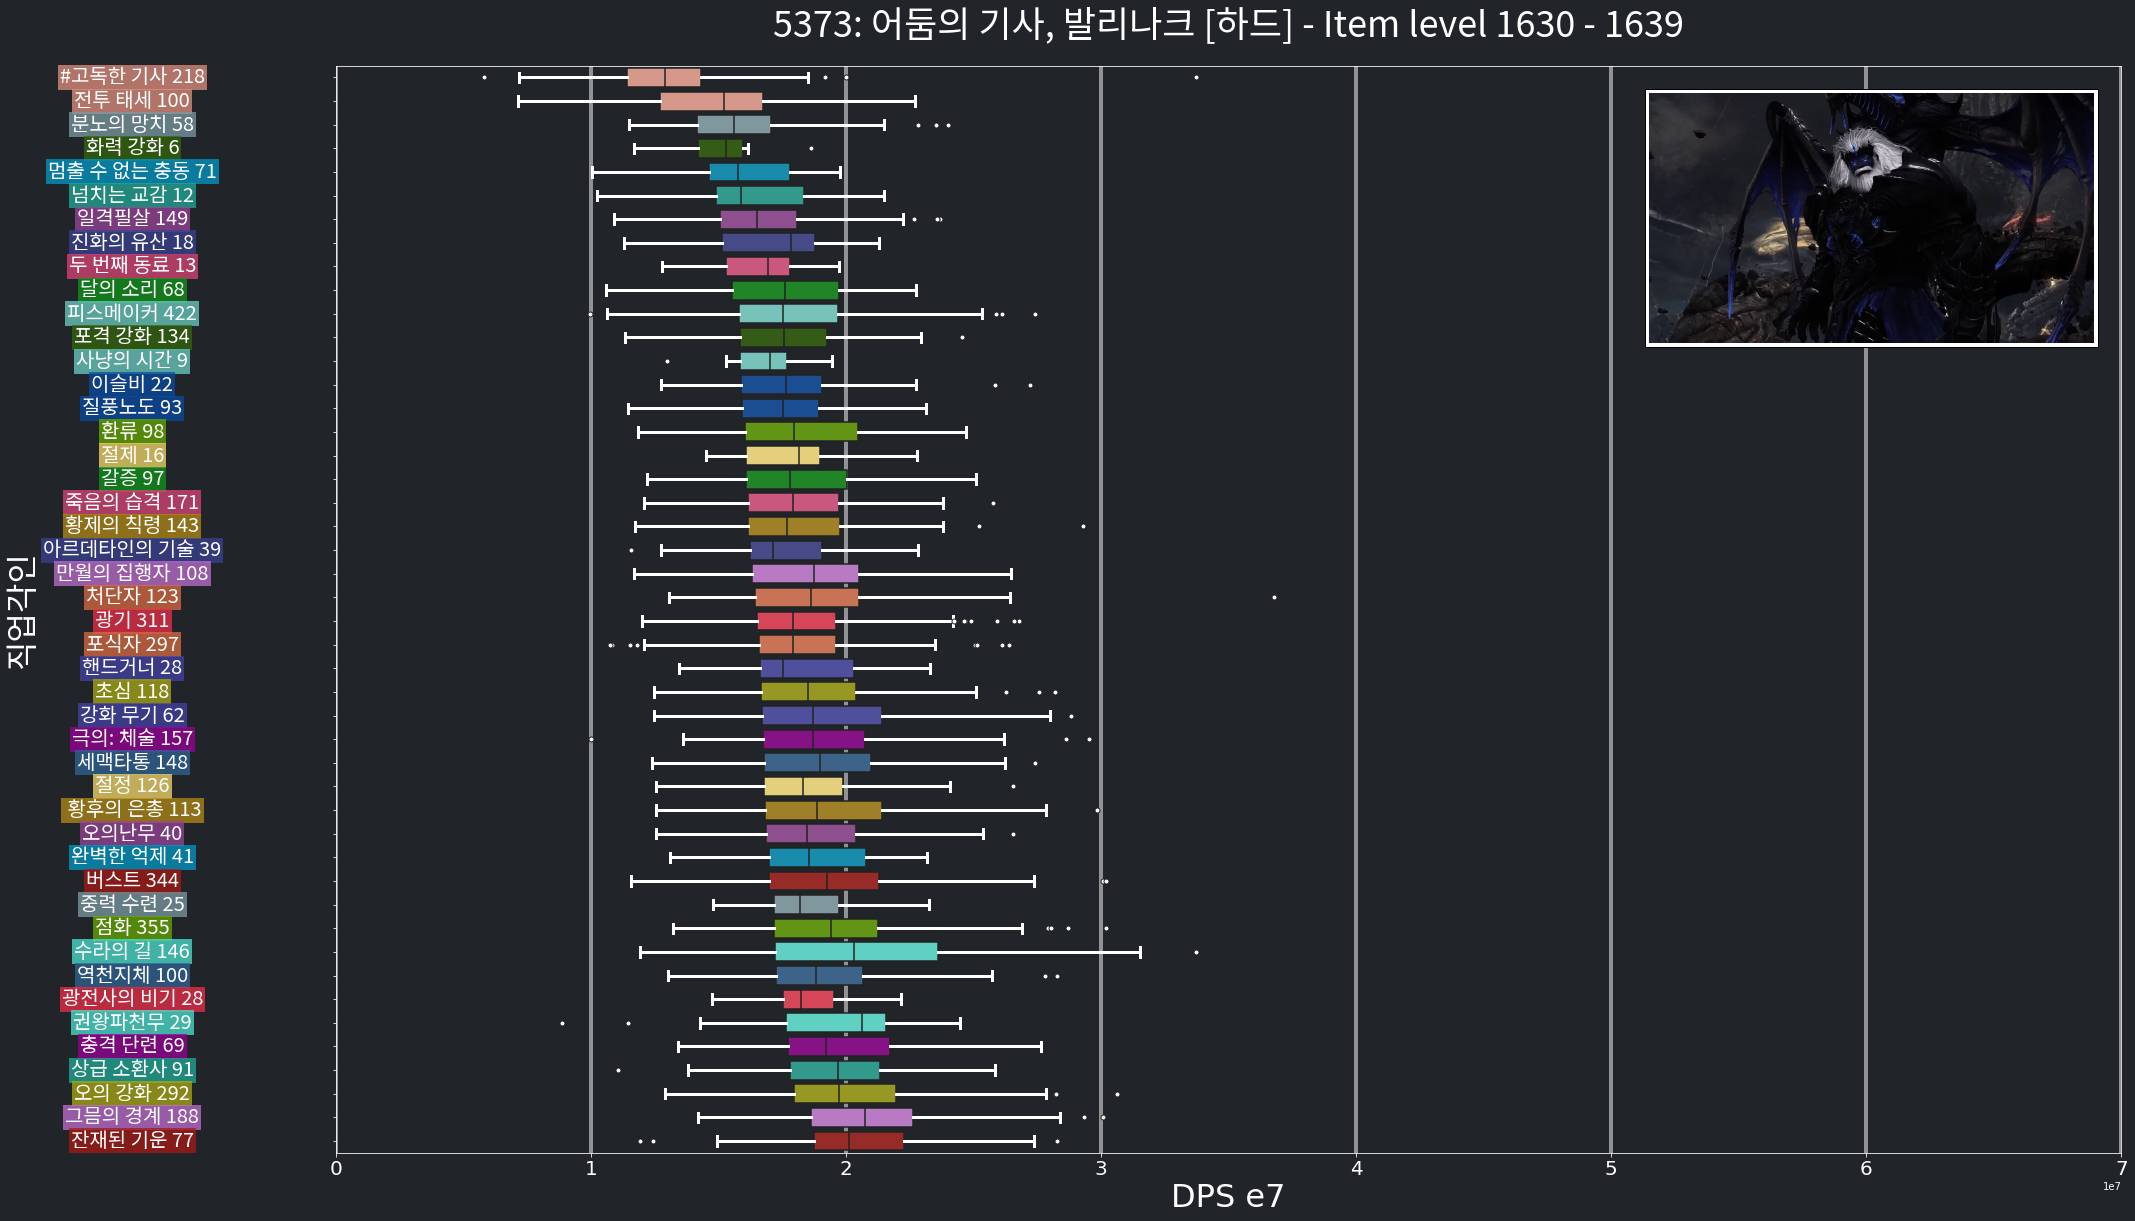 5373: 어둠의 기사, 발리나크 [하드] - Item level 1630 - 1639
직업각인
#고독한 기사 218
전투 태세 100
분노의 망치 58
화력 강화 6
멈출 수 없는 충동 71
넘치는 교감 12
일격필살 149
진화의 유산 18
두 번째 동료 13
달의 소리 68
피스메이커 422
포격 강화 134
사냥의 시간 9
이슬비 22
질풍노도 93
환류 98
절제 16
갈증 97
죽음의 습격 171
황제의 칙령 143
아르데타인의 기술 39
만월의 집행자 108
처단자 123
광기 311
포식자 297
핸드거너 28
초심 118
강화 무기 62
극의: 체술 157
세맥타통 148
절정 126
황후의 은총 113
오의난무 40
완벽한 억제 41
버스트 344
중력 수련 25
점화 355
수라의 길 146
역천지체 100
광전사의 비기 28
권왕파천무 29
충격 단련 69
상급 소환사 91
오의 강화 292
그믐의 경계 188
잔재된 기운 77
0 1 2 3 4 5 6 7
1e7
DPS e7